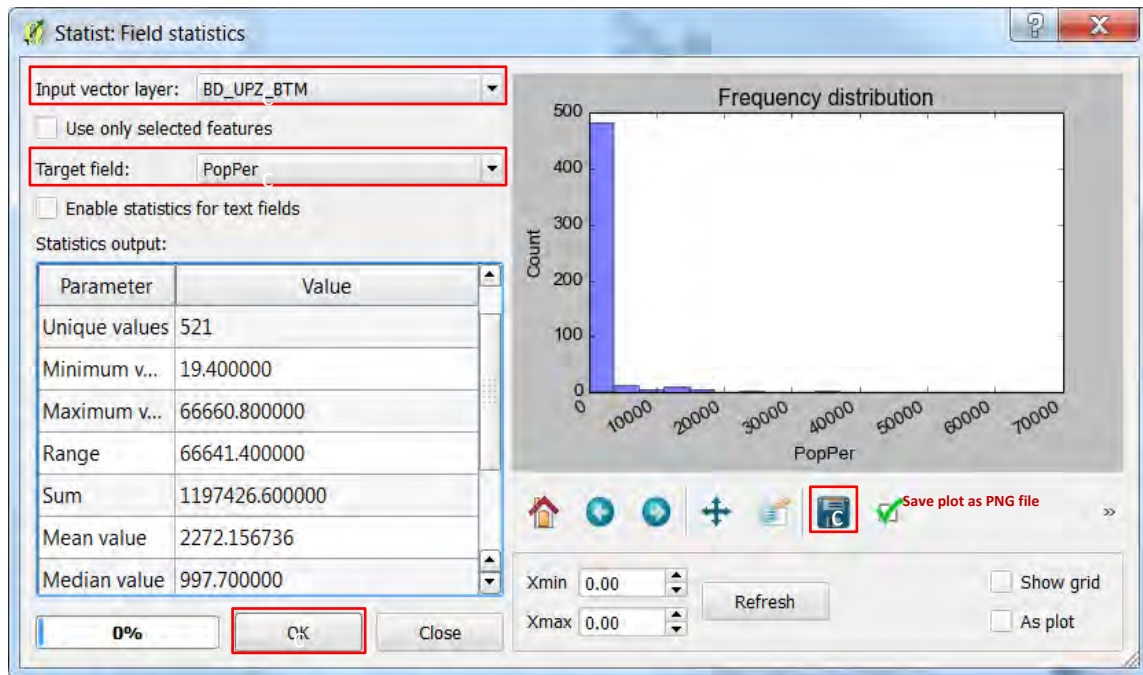 Statist: Field statistics
Input vector layer: BD_UPZ_BTM
Use only selected features
Target field: PopPer
Enable statistics for text fields
Statistics output:
Parameter Value
Unique values 521
Minimum v... 19.400000
Maximum v... 66660.800000
Range 66641.400000
Sum 1197426.600000
Mean value 2272.156736
Median value 997.700000
0% OK Close
Frequency distribution
500
400
300
200
100
0
Count
0 10000 20000 30000 40000 50000 60000 70000
PopPer
C Save plot as PNG file »
Xmin 0.00 Refresh Show grid
Xmax 0.00 As plot